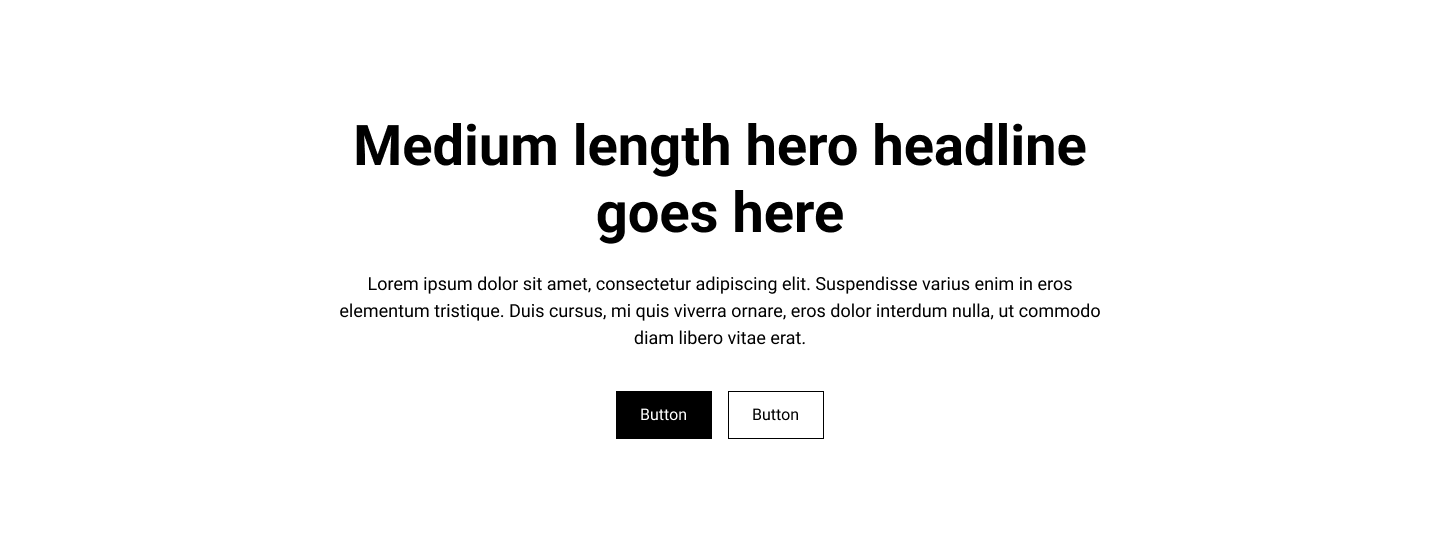 Medium length hero headline
goes here
Lorem ipsum dolor sit amet, consectetur adipiscing elit. Suspendisse varius enim in eros
elementum tristique. Duis cursus, mi quis viverra ornare, eros dolor interdum nulla, ut commodo
diam libero vitae erat.
Button
Button